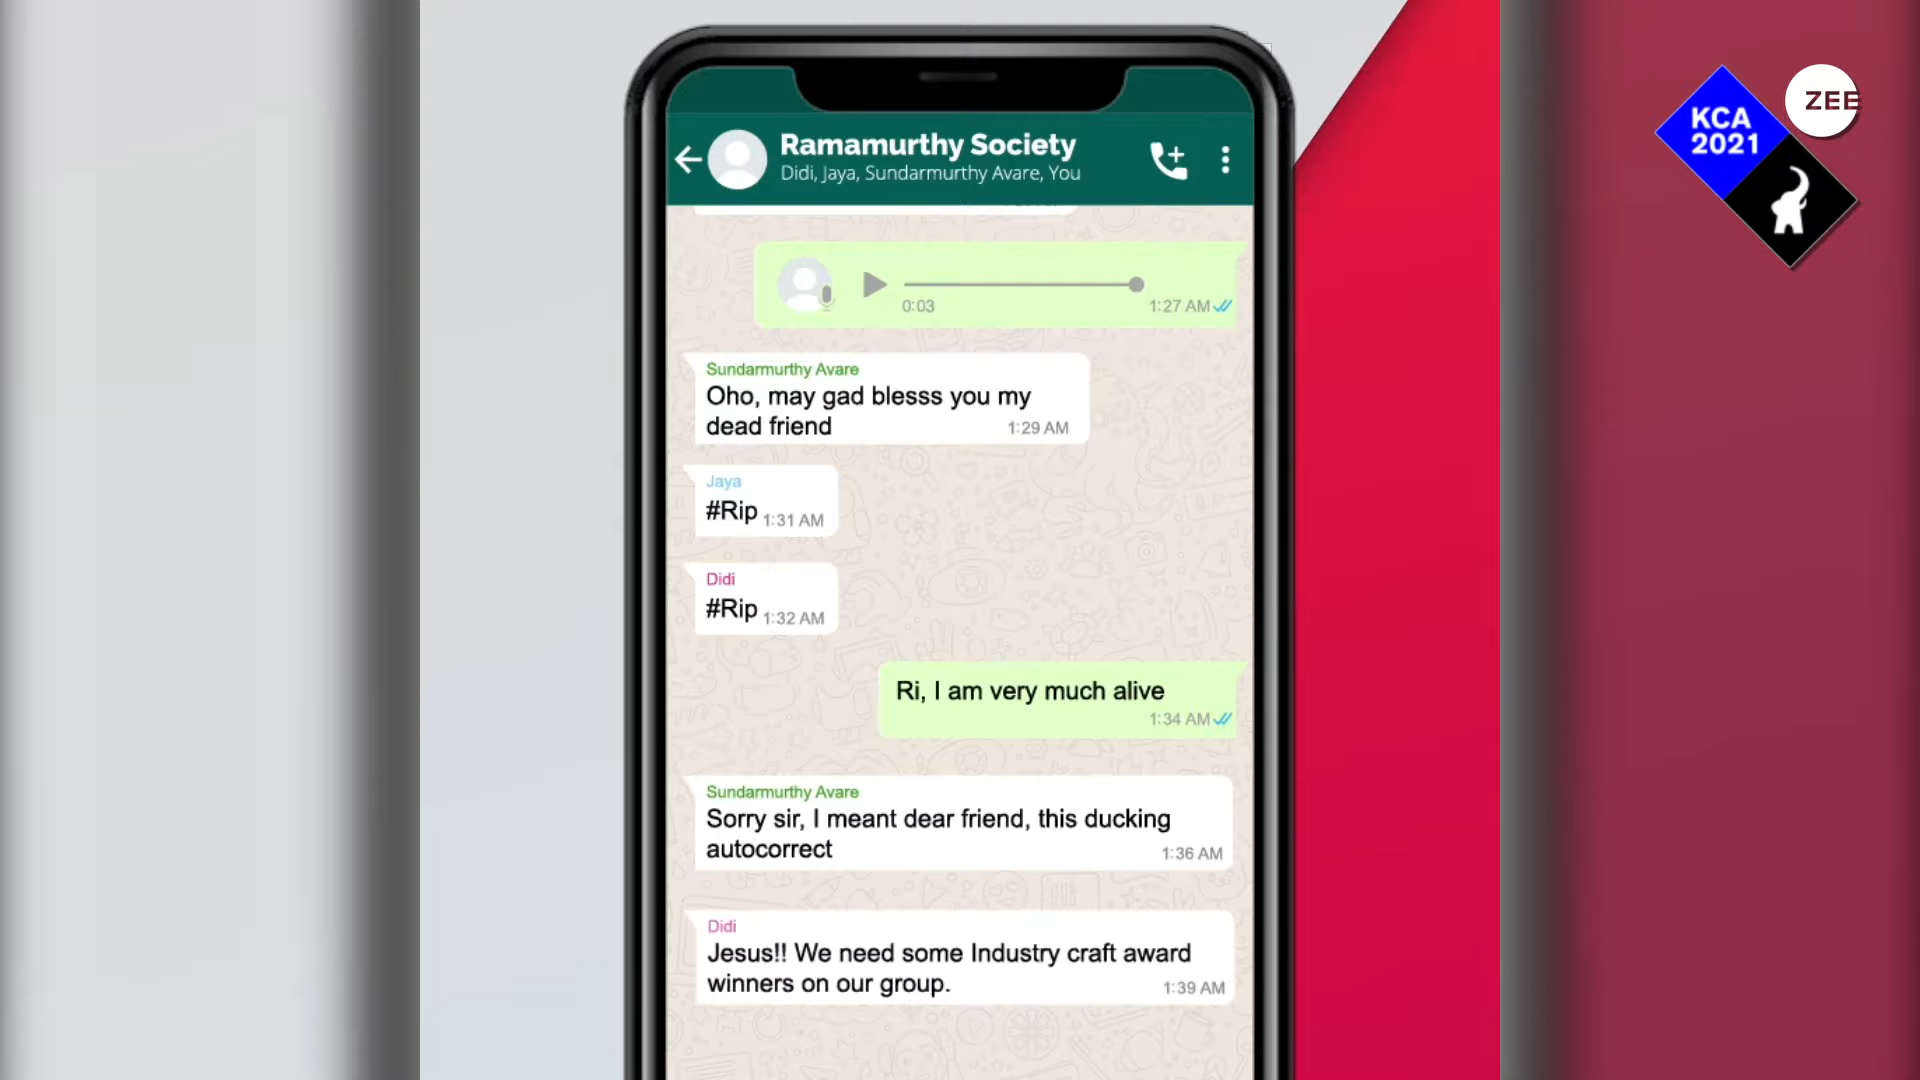 KCA
2021
ZEE
Ramamurthy Society
Didi, Jaya, Sundarmurthy Avare, You
0:03
1:27 AM
Sundarmurthy Avare
Oho, may gad blesss you my
dead friend
1:29 AM
Jaya
#Rip 1:31 AM
Didi
#Rip 1:32 AM
Ri, I am very much alive
1:34 AM
Sundarmurthy Avare
Sorry sir, I meant dear friend, this ducking
autocorrect
1:36 AM
Didi
Jesus!! We need some Industry craft award
winners on our group.
1:39 AM